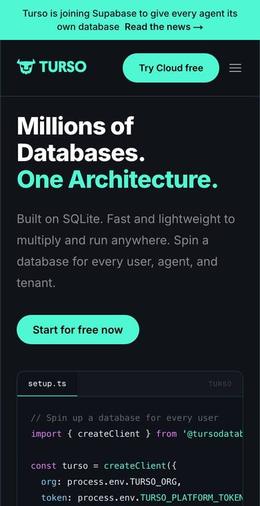 Turso is joining Supabase to give every agent its
own database Read the news →
TURSO
Try Cloud free
Millions of
Databases.
One Architecture.
Built on SQLite. Fast and lightweight to
multiply and run anywhere. Spin a
database for every user, agent, and
tenant.
Start for free now
setup.ts
TURSO
// Spin up a database for every user
import { createClient } from '@tursodatab
const turso = createClient({
org: process.env.TURSO_ORG,
token: process.env.TURSO_PLATFORM_TOKEN